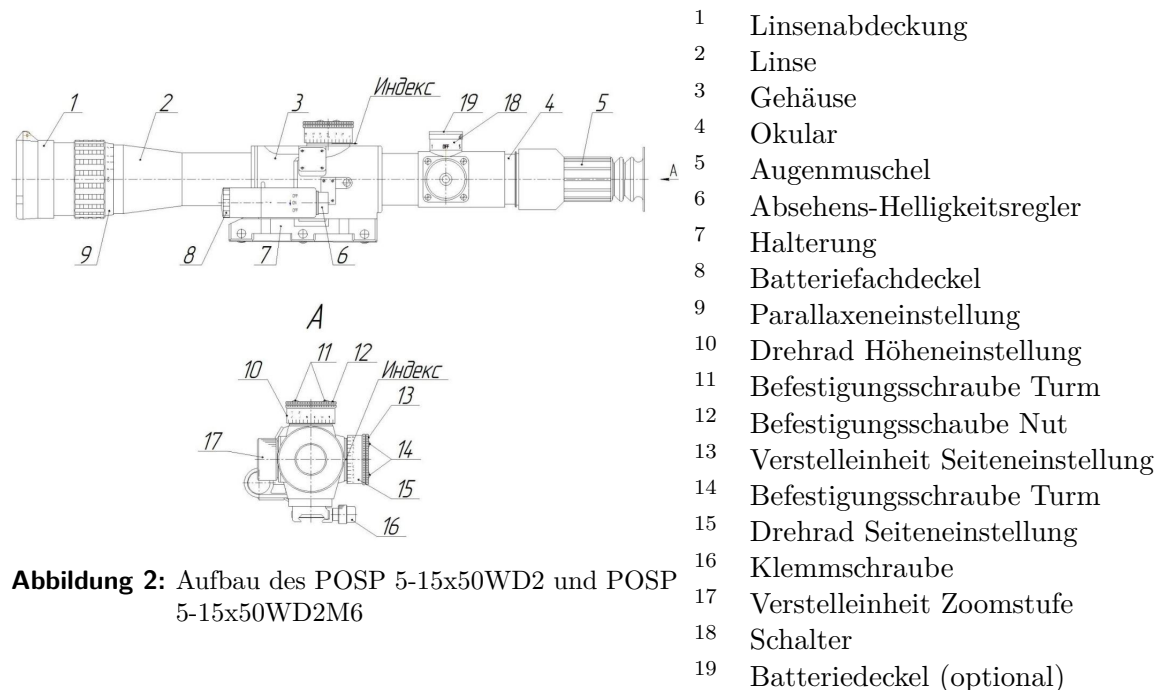 1 2 3 Индекс 19 18 4 5
A
9 8 7 6
OFF
A
10 11 12 Индекс
13
17 14
15
16
Abbildung 2: Aufbau des POSP 5-15x50WD2 und POSP
5-15x50WD2M6
1 Linsenabdeckung
2 Linse
3 Gehäuse
4 Okular
5 Augenmuschel
6 Absehens-Helligkeitsregler
7 Halterung
8 Batteriefachdeckel
9 Parallaxeneinstellung
10 Drehrad Höheneinstellung
11 Befestigungsschraube Turm
12 Befestigungsschaube Nut
13 Verstelleinheit Seiteneinstellung
14 Befestigungsschraube Turm
15 Drehrad Seiteneinstellung
16 Klemmschraube
17 Verstelleinheit Zoomstufe
18 Schalter
19 Batteriedeckel (optional)